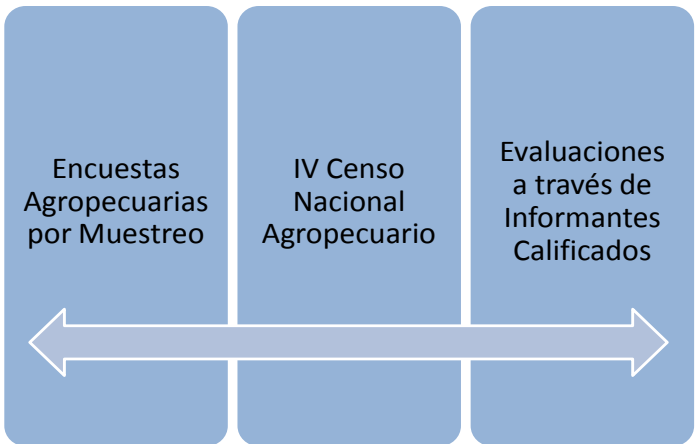 Encuestas
Agropecuarias
por Muestreo
IV Censo
Nacional
Agropecuario
Evaluaciones
a través de
Informantes
Calificados